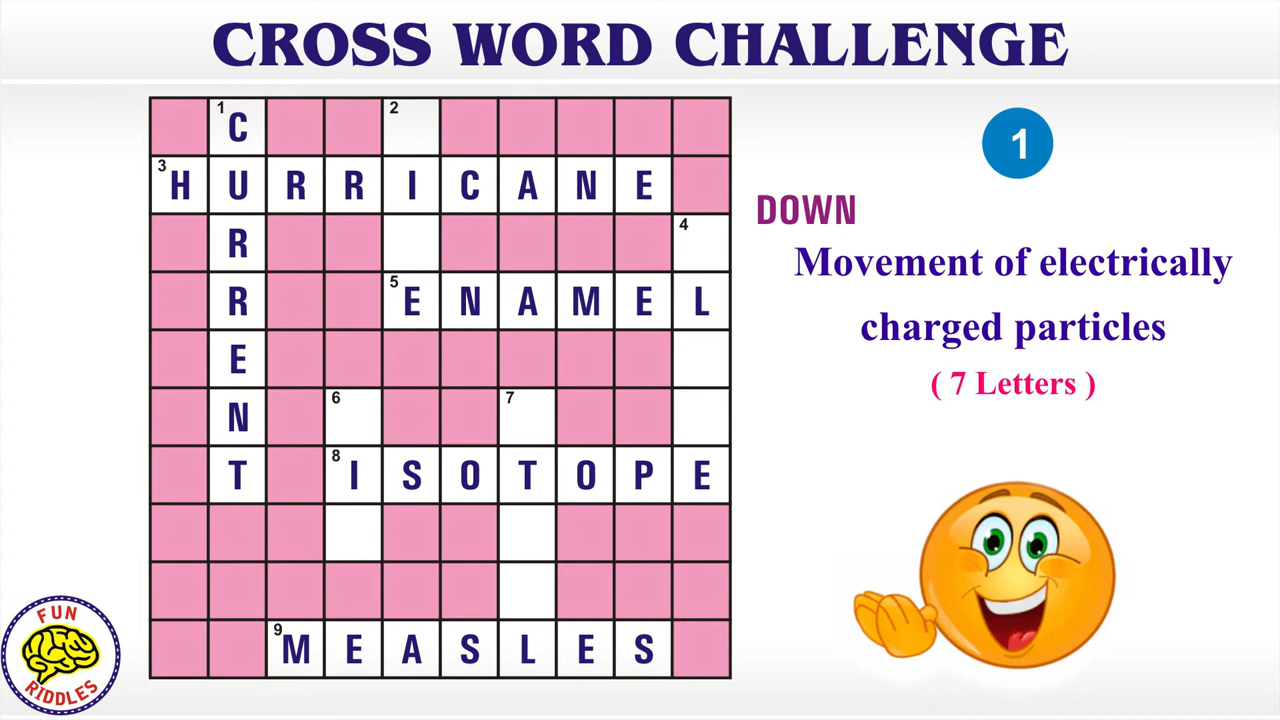 CROSS WORD CHALLENGE
1 C 2
3 H U R R I C A N E
R 4
R 5 E N A M E L
E
N 6 7
T 8 I S O T O P E
9 M E A S L E S
1
DOWN
Movement of electrically
charged particles
( 7 Letters )
FUN
RIDDLES